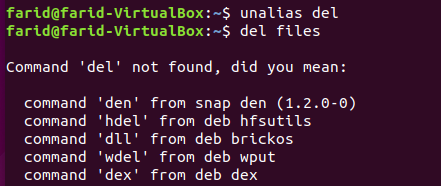 farid@farid-VirtualBox:~$ unalias del
farid@farid-VirtualBox:~$ del files
Command 'del' not found, did you mean:
command 'den' from snap den (1.2.0-0)
command 'hdel' from deb hfsutils
command 'dll' from deb brickos
command 'wdel' from deb wput
command 'dex' from deb dex